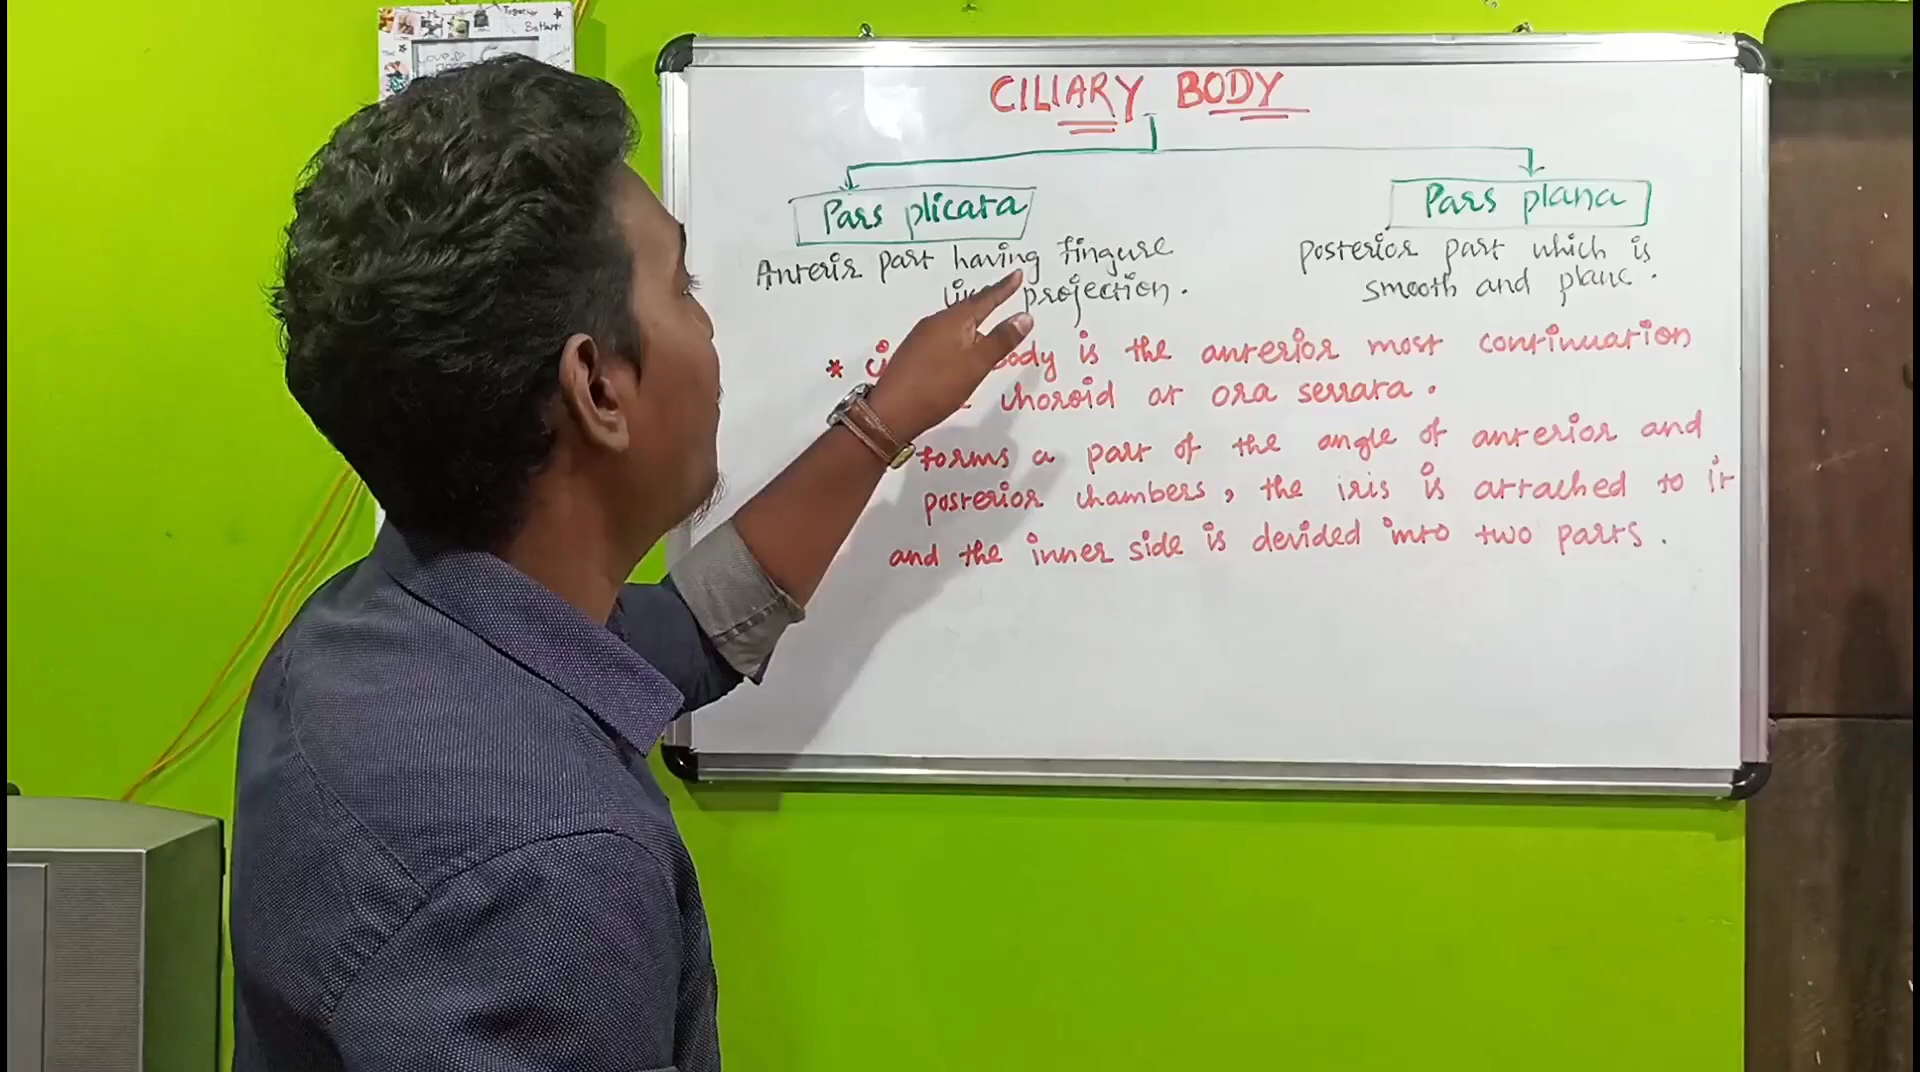 Together
CILIARY BODY
Pars plicata
Pars plana
Anterir part having fingure
projection.
posterior part which is
smooth and plane.
* body is the anterior most continuation
choroid at ora serrata.
forms a part of the angle of anterior and
posterior chambers, the iris is attached to it
and the inner side is devided into two parts.